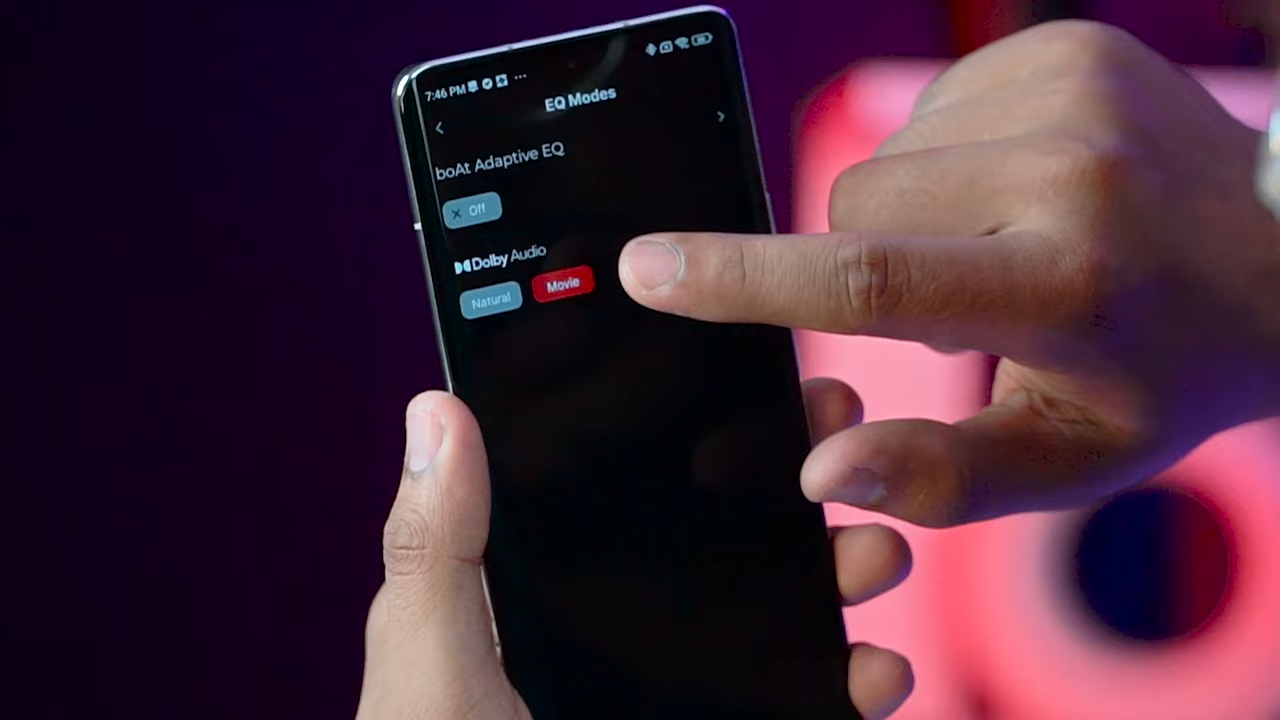 7:46 PM
EQ Modes
boAt Adaptive EQ
Off
Dolby Audio
Natural
Movie